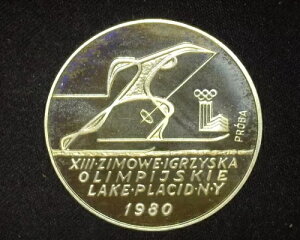 PRÓBA
XIII·ZIMOWE·IGRZYSKA
OLIMPIJSKIE
LAKE·PLACID·N·Y
1980